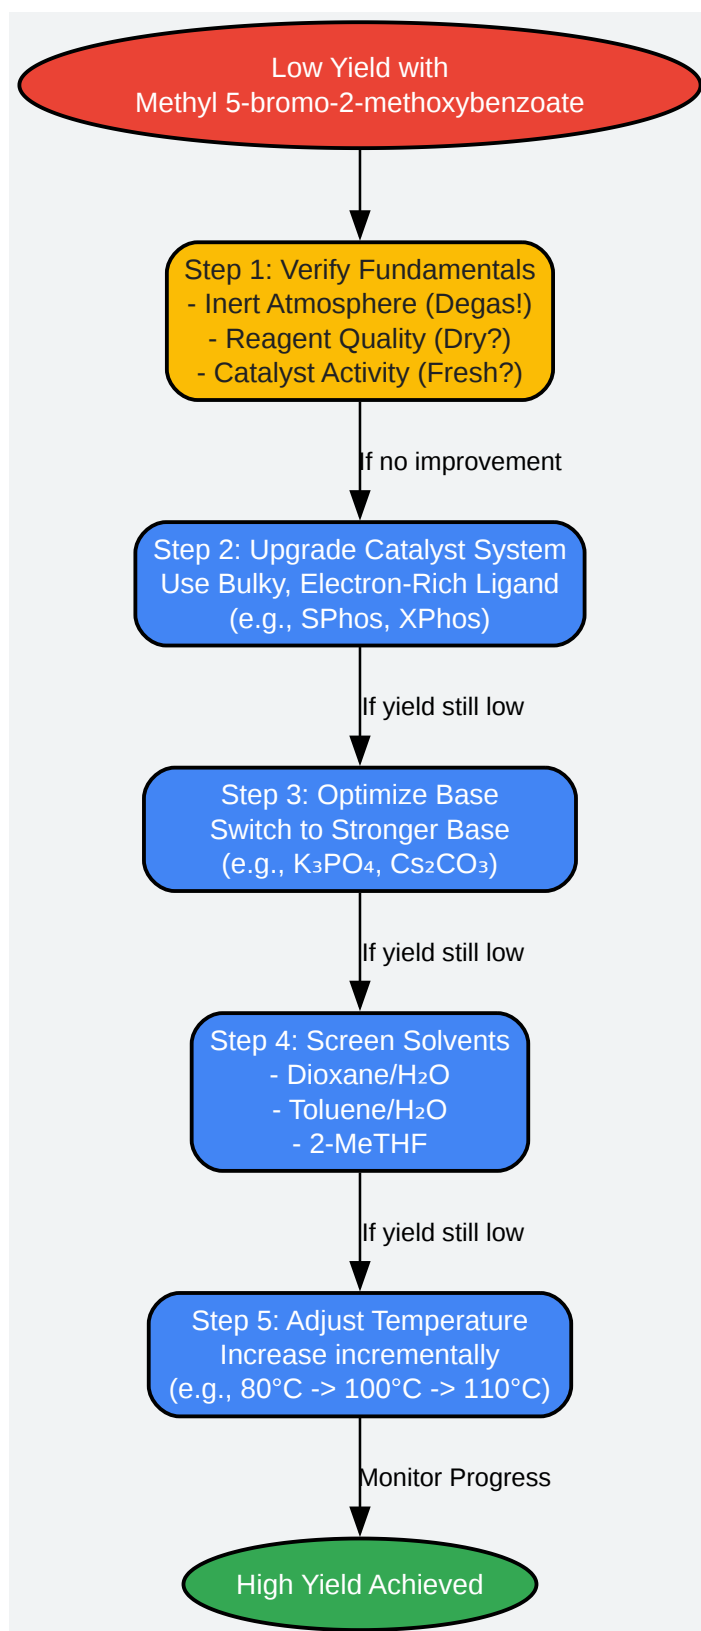 Low Yield with
Methyl 5-bromo-2-methoxybenzoate
Step 1: Verify Fundamentals
- Inert Atmosphere (Degas!)
- Reagent Quality (Dry?)
- Catalyst Activity (Fresh?)
If no improvement
Step 2: Upgrade Catalyst System
Use Bulky, Electron-Rich Ligand
(e.g., SPhos, XPhos)
If yield still low
Step 3: Optimize Base
Switch to Stronger Base
(e.g., K₃PO₄, Cs₂CO₃)
If yield still low
Step 4: Screen Solvents
- Dioxane/H₂O
- Toluene/H₂O
- 2-MeTHF
If yield still low
Step 5: Adjust Temperature
Increase incrementally
(e.g., 80°C -> 100°C -> 110°C)
Monitor Progress
High Yield Achieved